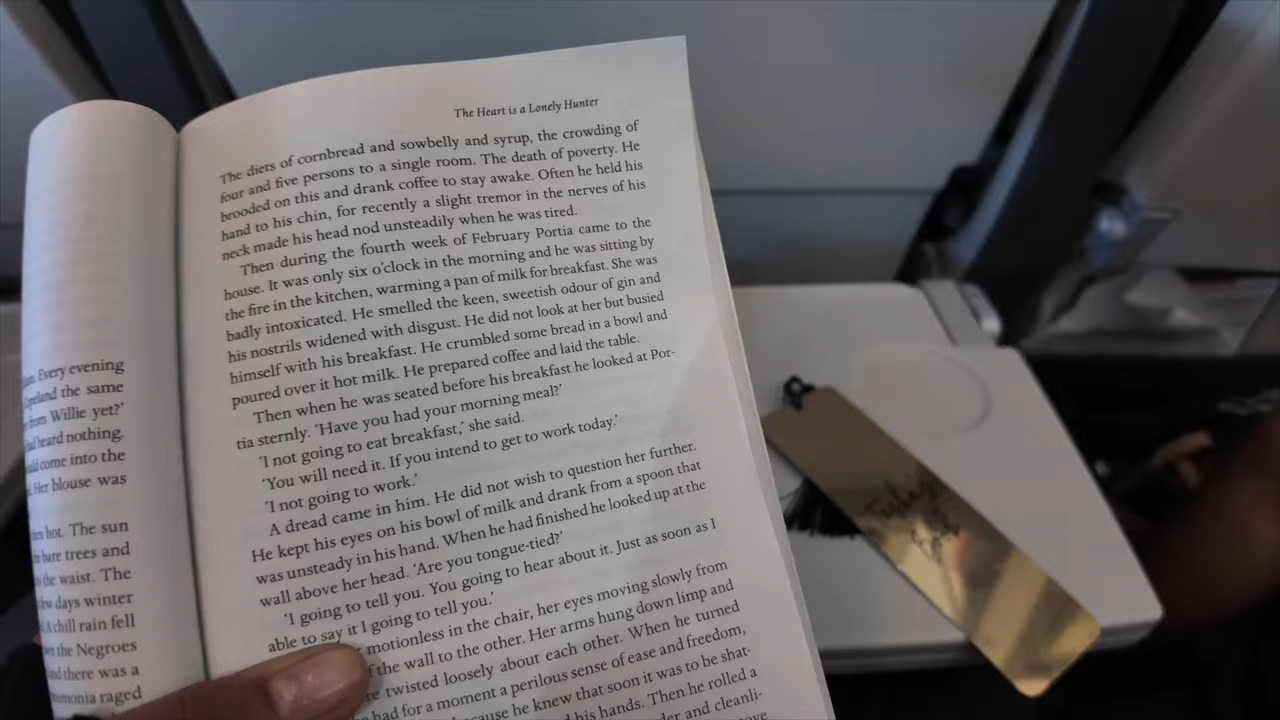 am. Every evening
Copeland the same
from Willie yet?'
had heard nothing.
would come into the
. Her blouse was
hot. The sun
bare trees and
the waist. The
few days winter
A chill rain fell
the Negroes
and there was a
pneumonia raged
The Heart is a Lonely Hunter
The diets of cornbread and sowbelly and syrup, the crowding of
four and five persons to a single room. The death of poverty. He
brooded on this and drank coffee to stay awake. Often he held his
hand to his chin, for recently a slight tremor in the nerves of his
neck made his head nod unsteadily when he was tired.
Then during the fourth week of February Portia came to the
house. It was only six o'clock in the morning and he was sitting by
the fire in the kitchen, warming a pan of milk for breakfast. She was
badly intoxicated. He smelled the keen, sweetish odour of gin and
his nostrils widened with disgust. He did not look at her but busied
himself with his breakfast. He crumbled some bread in a bowl and
poured over it hot milk. He prepared coffee and laid the table.
Then when he was seated before his breakfast he looked at Por-
tia sternly. 'Have you had your morning meal?'
'I not going to eat breakfast,' she said.
'You will need it. If you intend to get to work today.'
'I not going to work.'
A dread came in him. He did not wish to question her further.
He kept his eyes on his bowl of milk and drank from a spoon that
was unsteady in his hand. When he had finished he looked up at the
wall above her head. 'Are you tongue-tied?'
'I going to tell you. You going to hear about it. Just as soon as I
able to say it I going to tell you.'
motionless in the chair, her eyes moving slowly from
of the wall to the other. Her arms hung down limp and
twisted loosely about each other. When he turned
had for a moment a perilous sense of ease and freedom,
because he knew that soon it was to be shat-
his hands. Then he rolled a
and cleanli-